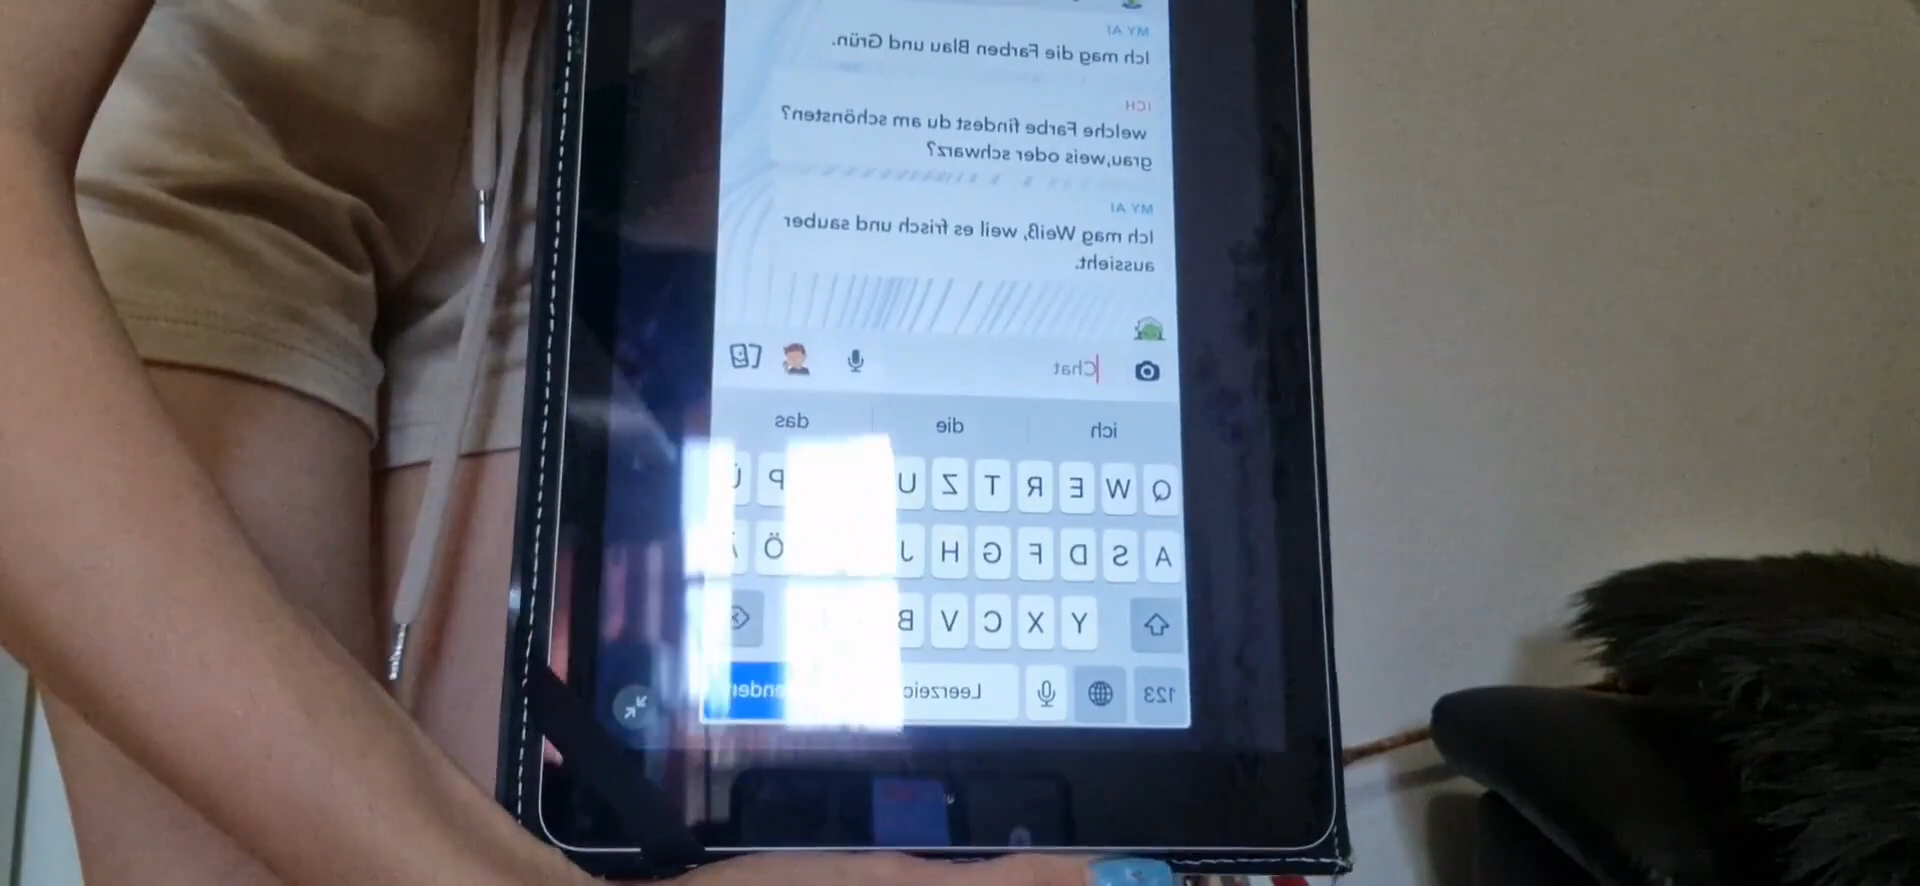 MY AI
Ich mag die Farben Blau und Grün.
ICH
welche Farbe findest du am schönsten?
grau,weis oder schwarz?
MY AI
Ich mag Weiß, weil es frisch und sauber
aussieht.
Chat
ich die das
Q W E R T Z U P Ü
A S D F G H J Ö
Y X C V B
123